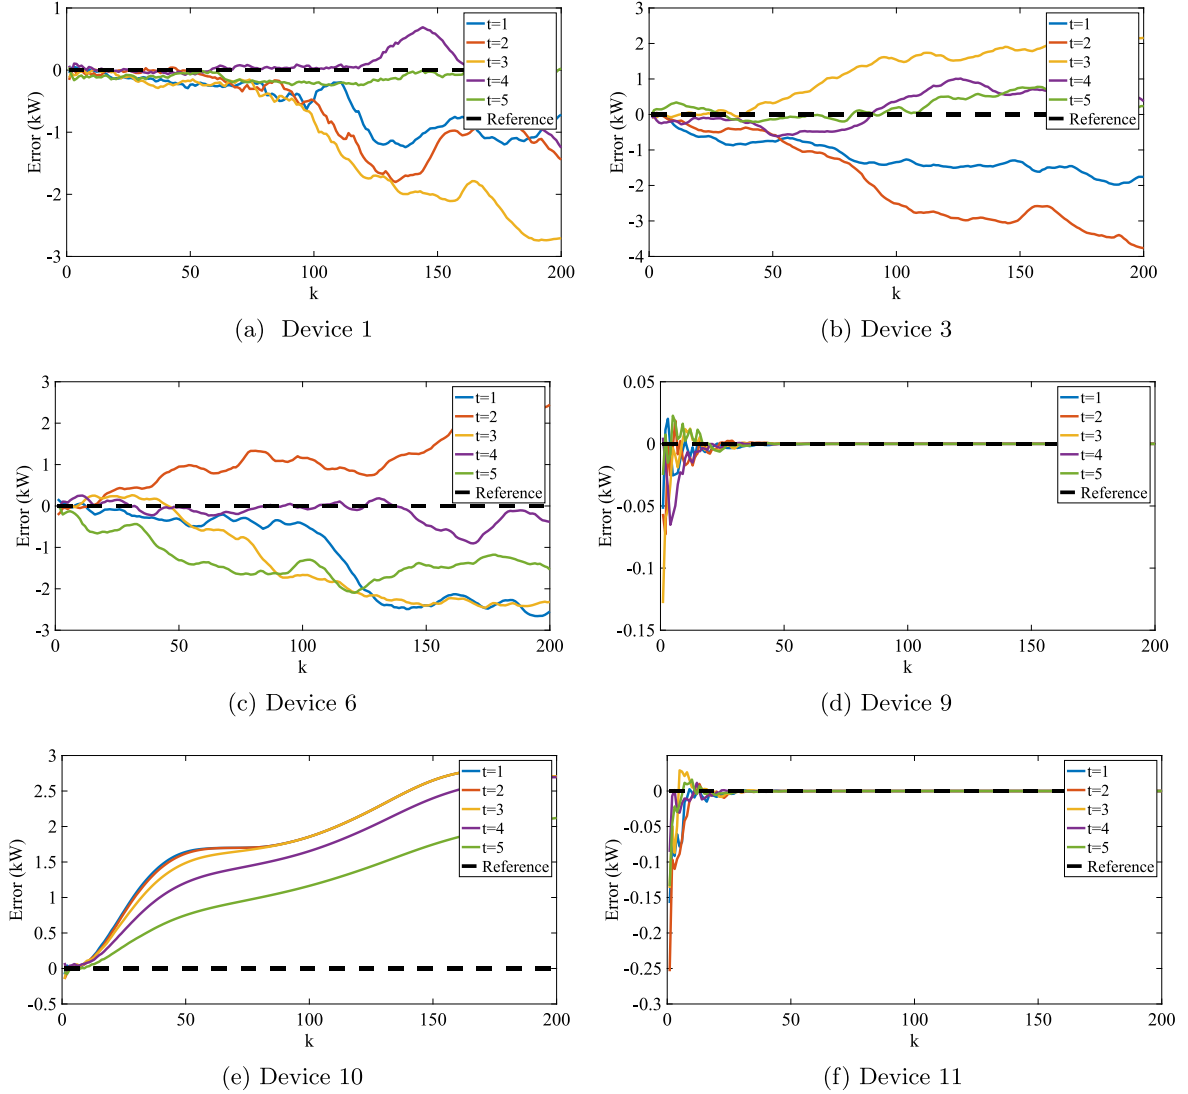 1
0
-1
-2
-3
Error (kW)
0
50
100
150
200
k
t=1
t=2
t=3
t=4
t=5
Reference
(a) Device 1
3
2
1
0
-1
-2
-3
-4
Error (kW)
0
50
100
150
200
k
t=1
t=2
t=3
t=4
t=5
Reference
(b) Device 3
3
2
1
0
-1
-2
-3
Error (kW)
0
50
100
150
200
k
t=1
t=2
t=3
t=4
t=5
Reference
(c) Device 6
0.05
0
-0.05
-0.1
-0.15
Error (kW)
0
50
100
150
200
k
t=1
t=2
t=3
t=4
t=5
Reference
(d) Device 9
3
2.5
2
1.5
1
0.5
0
-0.5
Error (kW)
0
50
100
150
200
k
t=1
t=2
t=3
t=4
t=5
Reference
(e) Device 10
0
-0.05
-0.1
-0.15
-0.2
-0.25
-0.3
Error (kW)
0
50
100
150
200
k
t=1
t=2
t=3
t=4
t=5
Reference
(f) Device 11